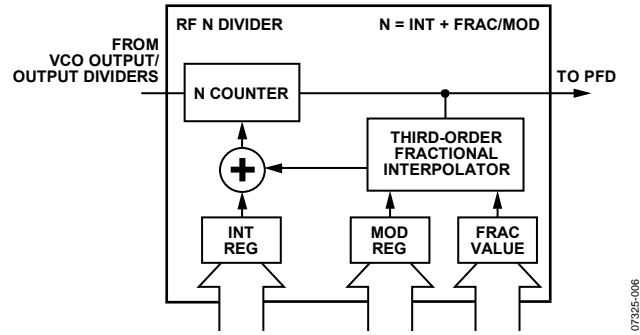 RF N DIVIDER
N = INT + FRAC/MOD
FROM
VCO OUTPUT/
OUTPUT DIVIDERS
TO PFD
N COUNTER
THIRD-ORDER
FRACTIONAL
INTERPOLATOR
+
INT
REG
MOD
REG
FRAC
VALUE
07325-006